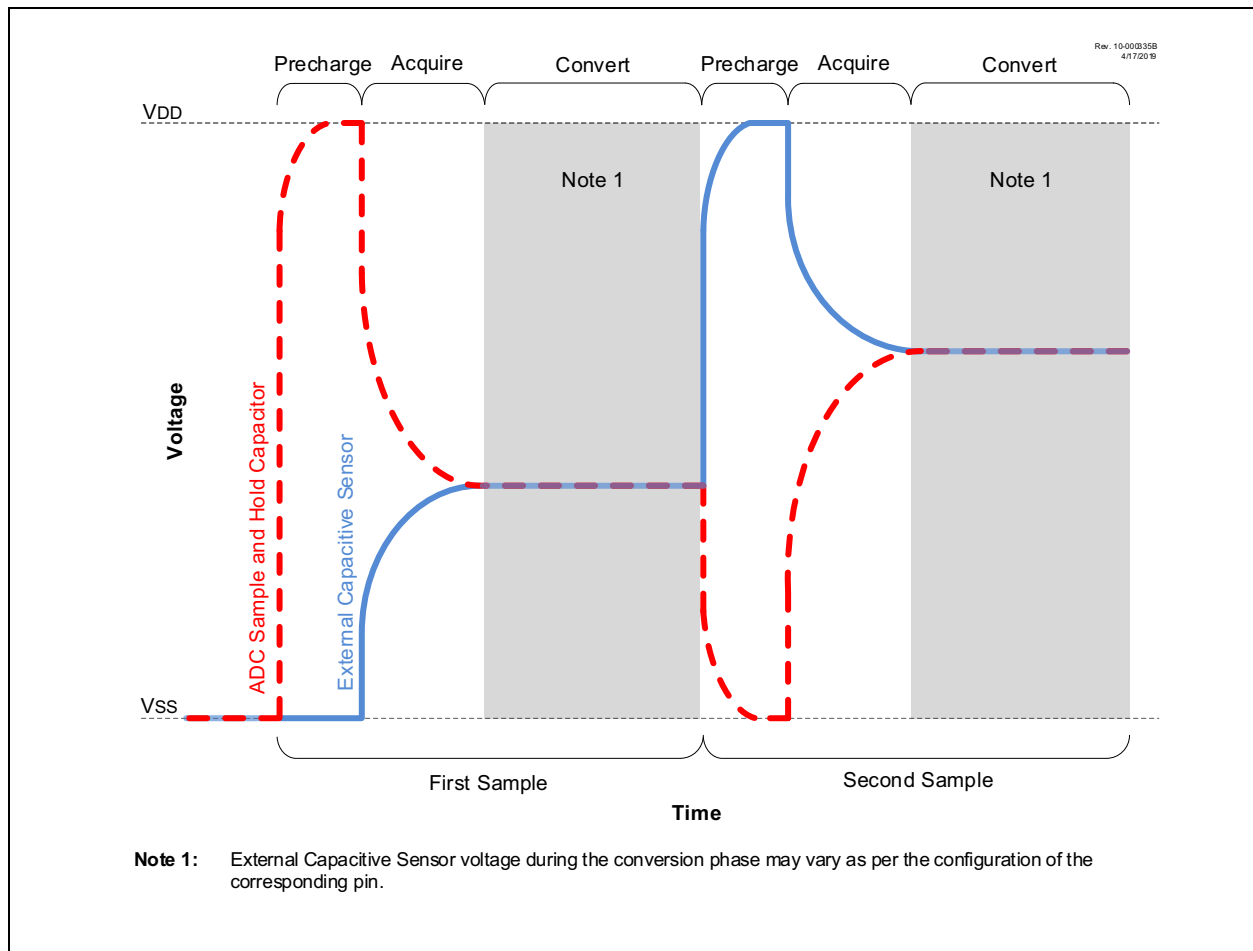 Rev. 10-000335B
4/17/2019
Precharge
Acquire
Convert
Precharge
Acquire
Convert
VDD
Note 1
Note 1
Voltage
ADC Sample and Hold Capacitor
External Capacitive Sensor
VSS
First Sample
Second Sample
Time
Note 1: External Capacitive Sensor voltage during the conversion phase may vary as per the configuration of the
corresponding pin.